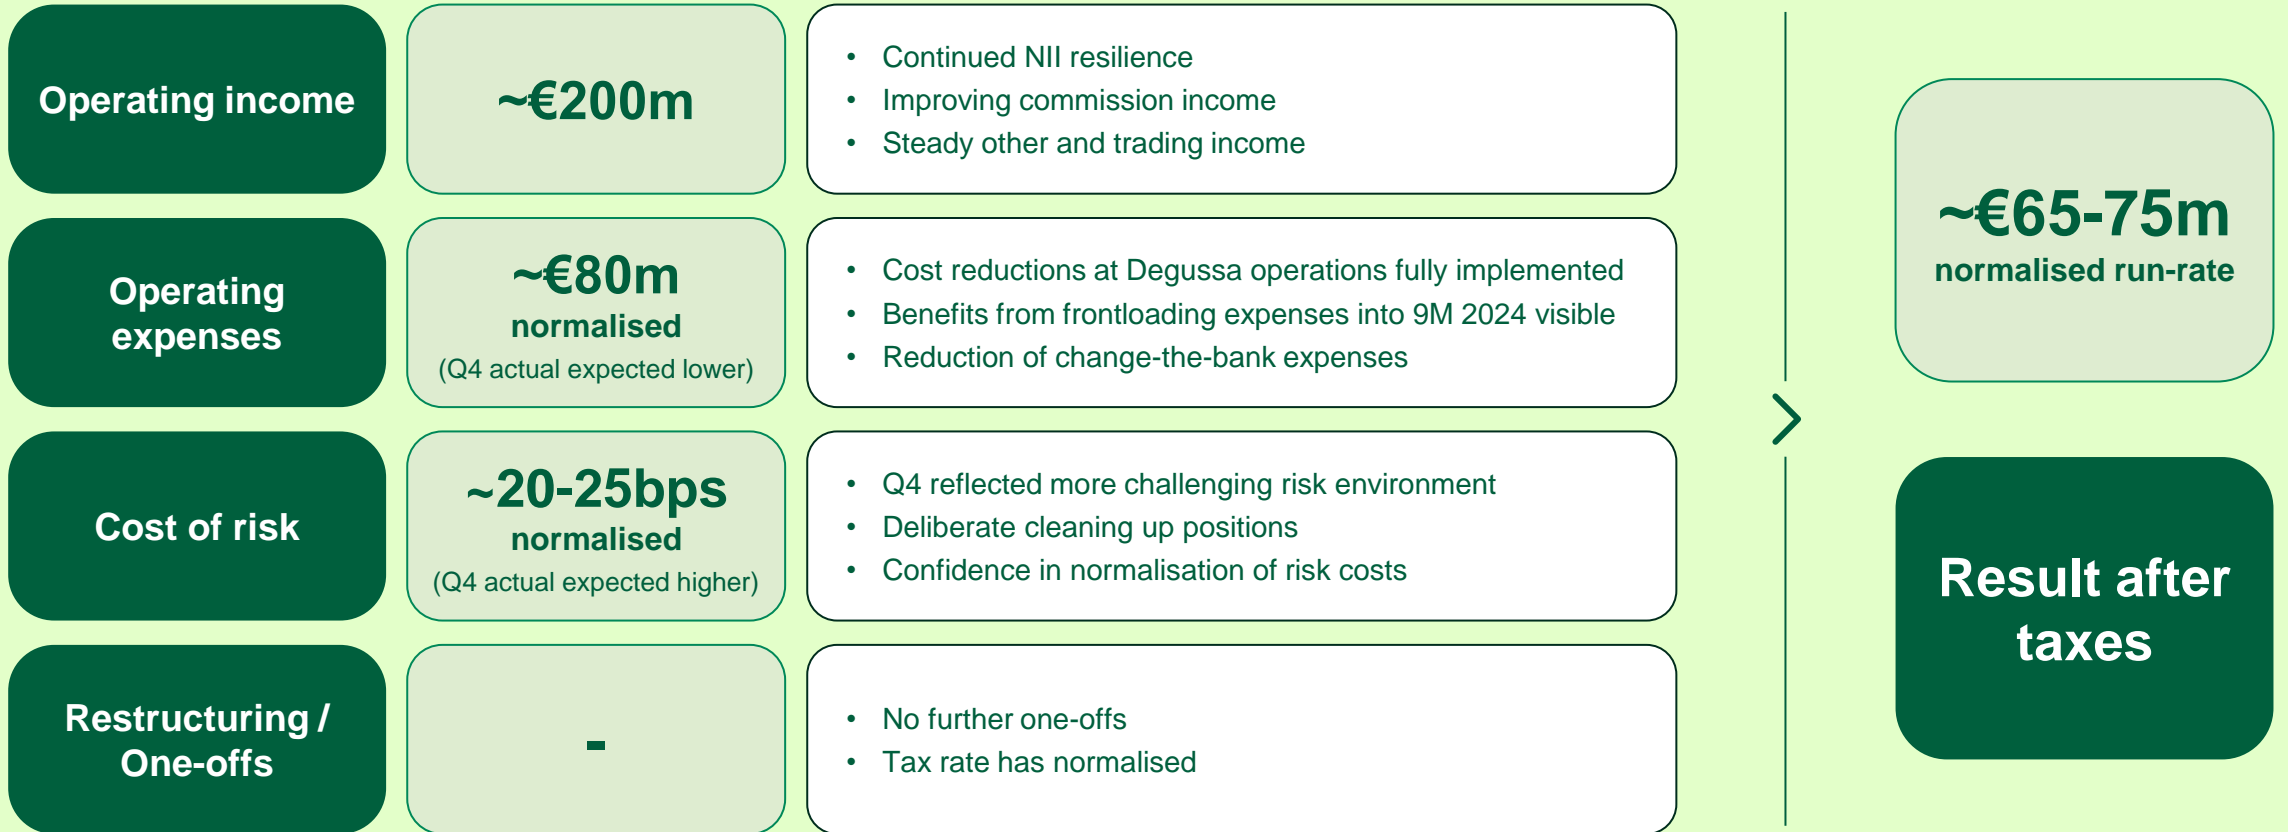 Operating income
~€200m
• Continued NII resilience
• Improving commission income
• Steady other and trading income
Operating
expenses
~€80m
normalised
(Q4 actual expected lower)
• Cost reductions at Degussa operations fully implemented
• Benefits from frontloading expenses into 9M 2024 visible
• Reduction of change-the-bank expenses
Cost of risk
~20-25bps
normalised
(Q4 actual expected higher)
• Q4 reflected more challenging risk environment
• Deliberate cleaning up positions
• Confidence in normalisation of risk costs
Restructuring /
One-offs
-
• No further one-offs
• Tax rate has normalised
~€65-75m
normalised run-rate
Result after
taxes